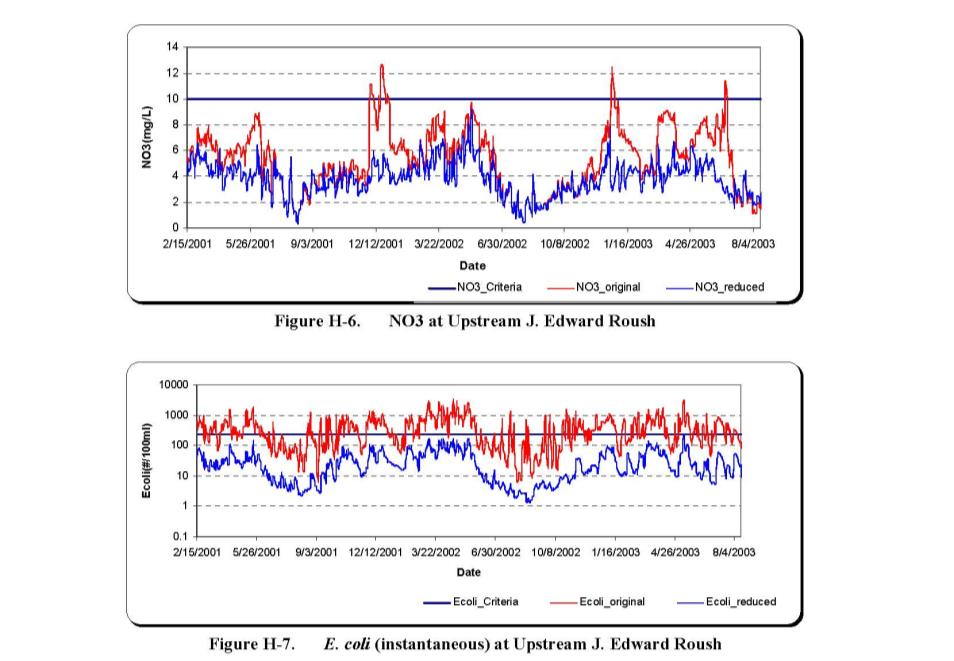 14
12
10
8
6
4
2
0
NO3(mg/L)
2/15/2001 5/26/2001 9/3/2001 12/12/2001 3/22/2002 6/30/2002 10/8/2002 1/16/2003 4/26/2003 8/4/2003
Date
NO3_Criteria NO3_original NO3_reduced
Figure H-6. NO3 at Upstream J. Edward Roush
10000
1000
100
10
1
0.1
Ecoli(#/100ml)
2/15/2001 5/26/2001 9/3/2001 12/12/2001 3/22/2002 6/30/2002 10/8/2002 1/16/2003 4/26/2003 8/4/2003
Date
Ecoli_Criteria Ecoli_original Ecoli_reduced
Figure H-7. E. coli (instantaneous) at Upstream J. Edward Roush